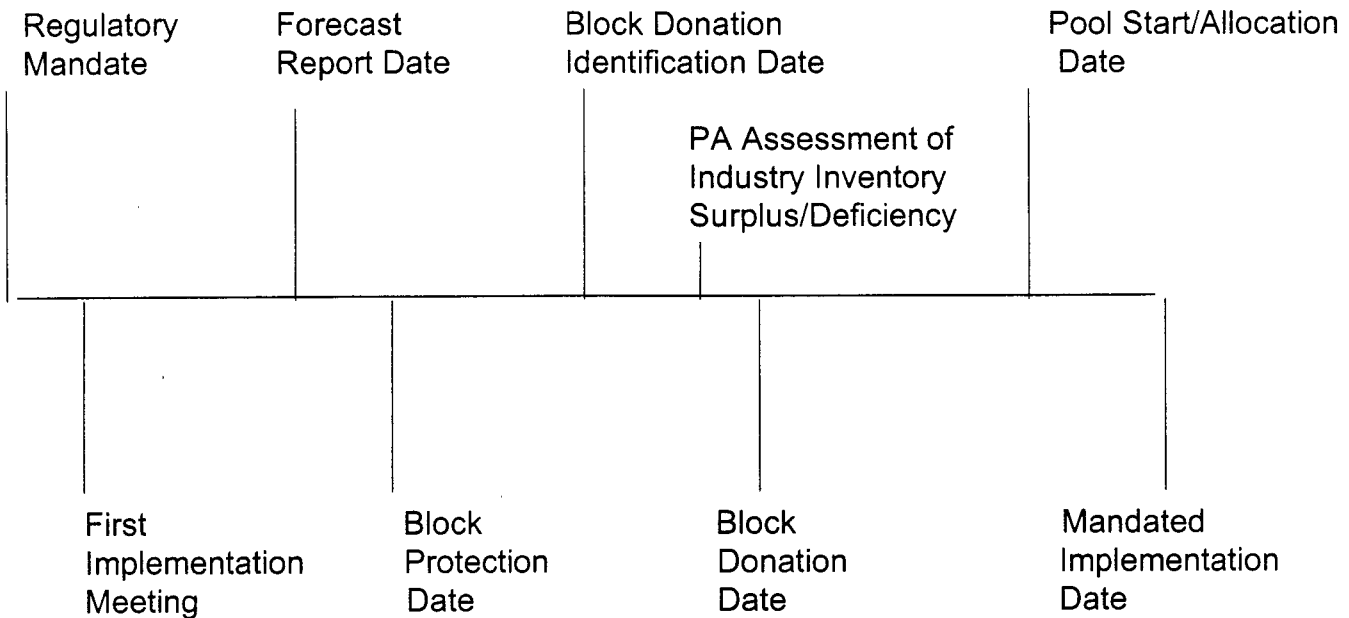 Regulatory
Mandate
Forecast
Report Date
Block Donation
Identification Date
Pool Start/Allocation
Date
PA Assessment of
Industry Inventory
Surplus/Deficiency
First
Implementation
Meeting
Block
Protection
Date
Block
Donation
Date
Mandated
Implementation
Date